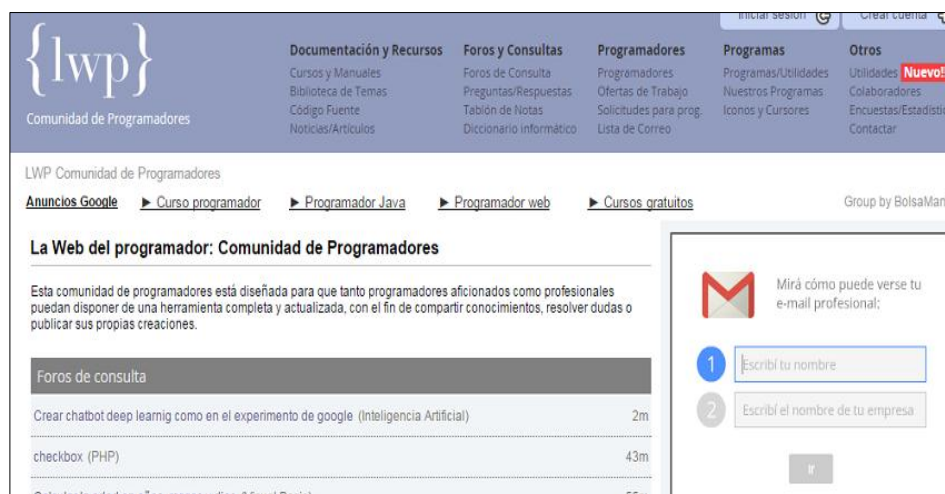 Iniciar sesión Crear cuenta
{lwp}
Comunidad de Programadores
Documentación y Recursos
Cursos y Manuales
Biblioteca de Temas
Código Fuente
Noticias/Artículos
Foros y Consultas
Foros de Consulta
Preguntas/Respuestas
Tablón de Notas
Diccionario informático
Programadores
Programadores
Ofertas de Trabajo
Solicitudes para prog.
Lista de Correo
Programas
Programas/Utilidades
Nuestros Programas
Iconos y Cursores
Otros
Utilidades Nuevo!!
Colaboradores
Contactar
LWP Comunidad de Programadores
Anuncios Google ► Curso programador ► Programador Java ► Programador web ► Cursos gratuitos
Group by
La Web del programador: Comunidad de Programadores
Esta comunidad de programadores está diseñada para que tanto programadores aficionados como profesionales
puedan disponer de una herramienta completa y actualizada, con el fin de compartir conocimientos, resolver dudas o
publicar sus propias creaciones.
Foros de consulta
Crear chatbot deep learnig como en el experimento de google (Inteligencia Artificial) 2m
checkbox (PHP) 43m
Mirá cómo puede verse tu
e-mail profesional:
1 Escribí tu nombre
2 Escribí el nombre de tu empresa
Ir